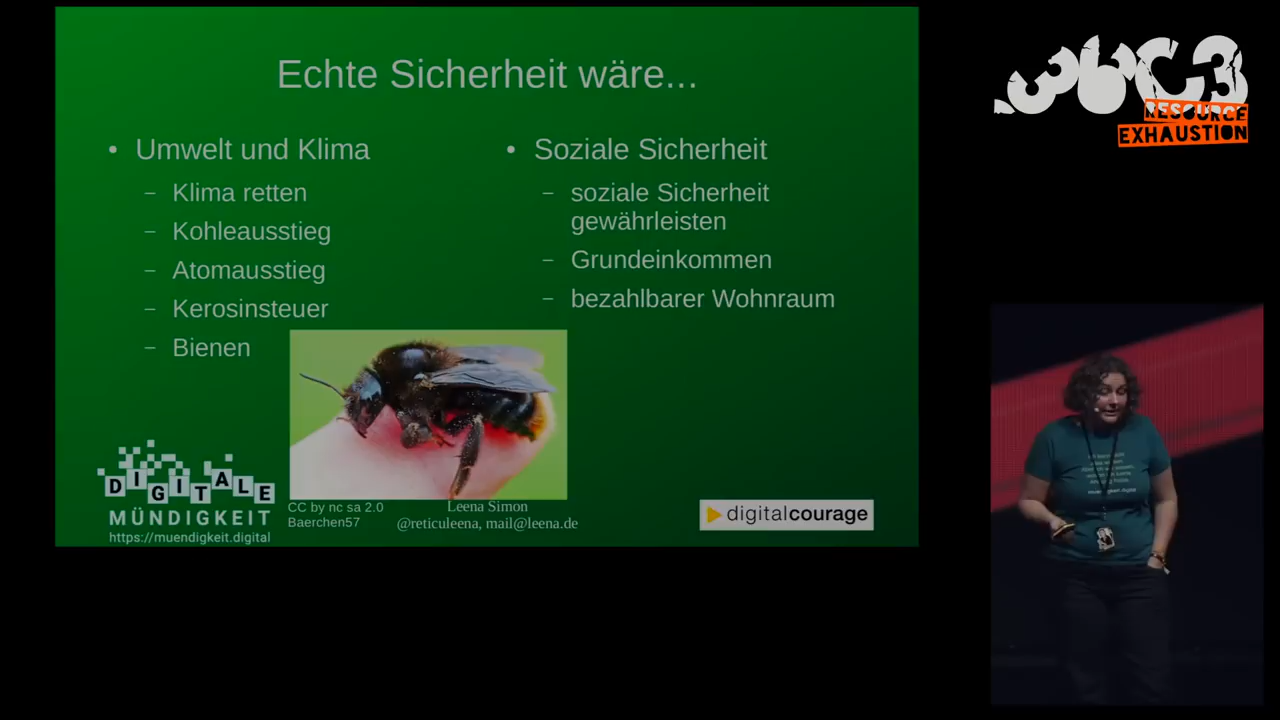 Echte Sicherheit wäre...
• Umwelt und Klima
– Klima retten
– Kohleausstieg
– Atomausstieg
– Kerosinsteuer
– Bienen
• Soziale Sicherheit
– soziale Sicherheit
gewährleisten
– Grundeinkommen
– bezahlbarer Wohnraum
DIGITALE
MÜNDIGKEIT
https://muendigkeit.digital
CC by nc sa 2.0
Baerchen57
Leena Simon
@reticuleena, mail@leena.de
digitalcourage
36C3
RESOURCE
EXHAUSTION